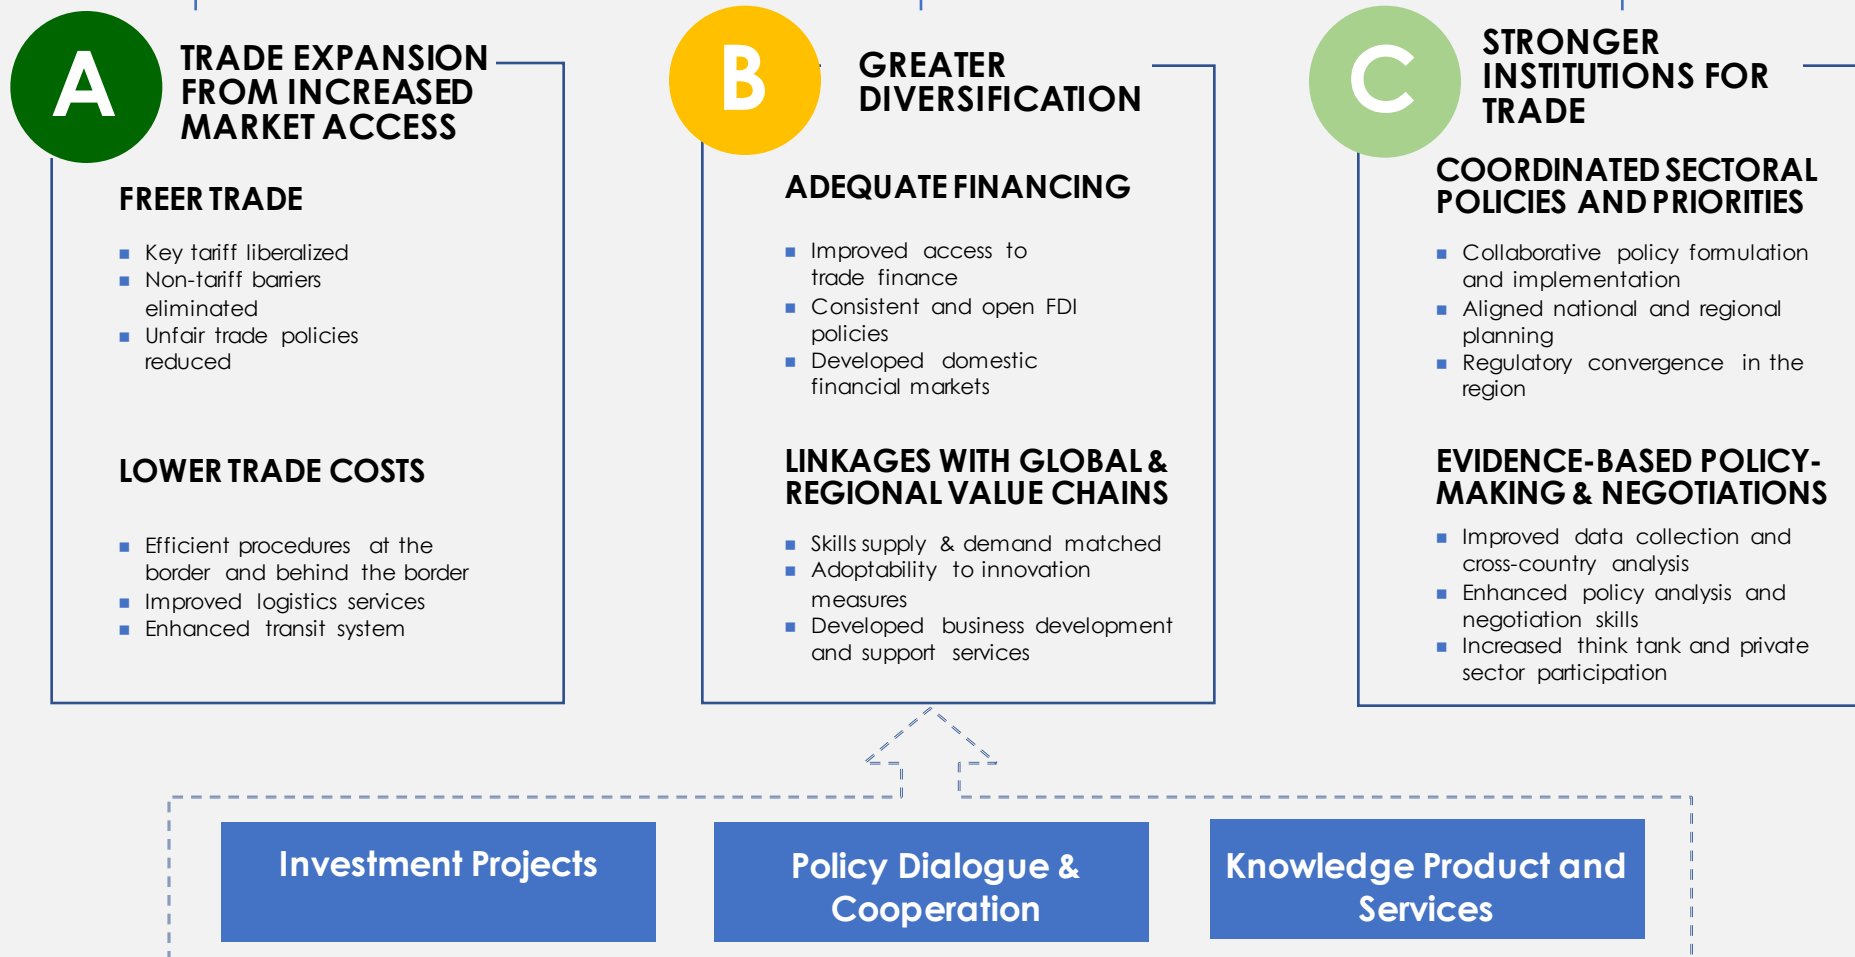 A
TRADE EXPANSION
FROM INCREASED
MARKET ACCESS
FREER TRADE
Key tariff liberalized
Non-tariff barriers
eliminated
Unfair trade policies
reduced
LOWER TRADE COSTS
Efficient procedures at the
border and behind the border
Improved logistics services
Enhanced transit system
B
GREATER
DIVERSIFICATION
ADEQUATE FINANCING
Improved access to
trade finance
Consistent and open FDI
policies
Developed domestic
financial markets
LINKAGES WITH GLOBAL &
REGIONAL VALUE CHAINS
Skills supply & demand matched
Adoptability to innovation
measures
Developed business development
and support services
C
STRONGER
INSTITUTIONS FOR
TRADE
COORDINATED SECTORAL
POLICIES AND PRIORITIES
Collaborative policy formulation
and implementation
Aligned national and regional
planning
Regulatory convergence in the
region
EVIDENCE-BASED POLICY-
MAKING & NEGOTIATIONS
Improved data collection and
cross-country analysis
Enhanced policy analysis and
negotiation skills
Increased think tank and private
sector participation
Investment Projects
Policy Dialogue &
Cooperation
Knowledge Product and
Services